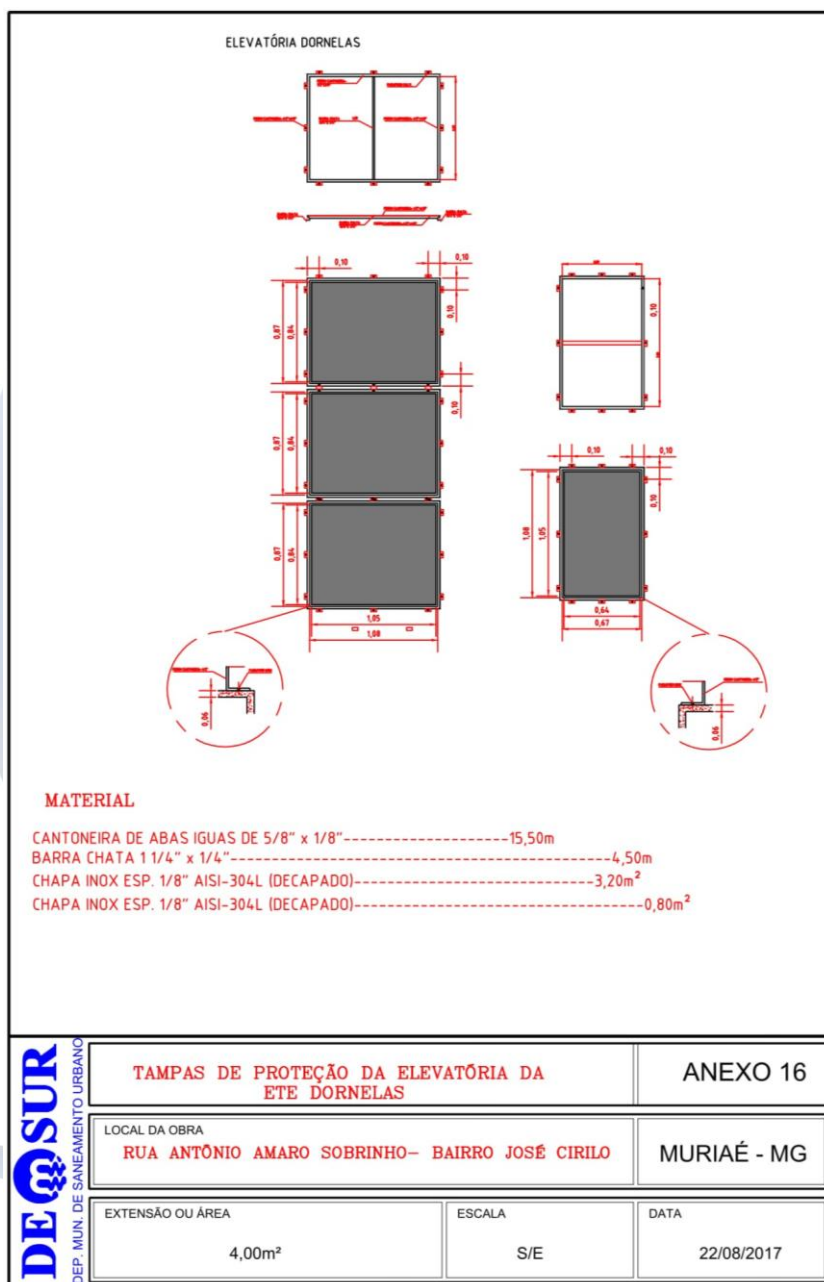 ELEVATÓRIA DORNELAS
0,10
0,10
0,87
0,84
0,10
0,10
0,10
0,87
0,84
0,10
0,10
0,10
1,08
1,05
0,87
0,84
1,05
1,08
0,64
0,67
0,06
0,06
MATERIAL
CANTONEIRA DE ABAS IGUAS DE 5/8" x 1/8"--------------------15,50m
BARRA CHATA 1 1/4" x 1/4"----------------------------------------------4,50m
CHAPA INOX ESP. 1/8" AISI-304L (DECAPADO)-----------------------------3,20m²
CHAPA INOX ESP. 1/8" AISI-304L (DECAPADO)-----------------------------------0,80m²
DEMSUR
DEP. MUN. DE SANEAMENTO URBANO
TAMPAS DE PROTEÇÃO DA ELEVATÓRIA DA
ETE DORNELAS
ANEXO 16
LOCAL DA OBRA
RUA ANTÔNIO AMARO SOBRINHO– BAIRRO JOSÉ CIRILO
MURIAÉ - MG
EXTENSÃO OU ÁREA
4,00m²
ESCALA
S/E
DATA
22/08/2017